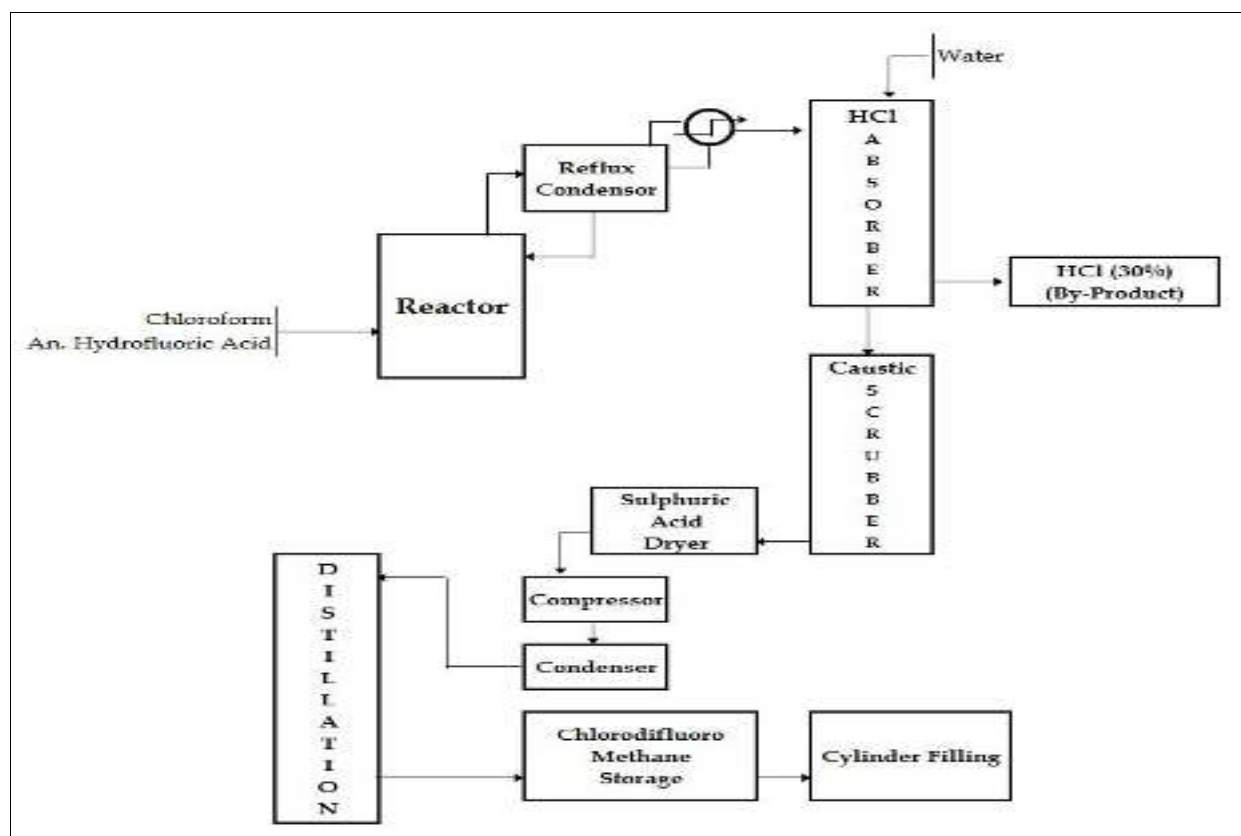 Water
HCl
A
B
S
O
R
B
E
R
Reflux
Condensor
Reactor
HCl (30%)
(By-Product)
Chloroform
An. Hydrofluoric Acid
Caustic
S
C
R
U
B
B
E
R
Sulphuric
Acid
Dryer
Compressor
Condenser
D
I
S
T
I
L
L
A
T
I
O
N
Chlorodifluoro
Methane
Storage
Cylinder Filling